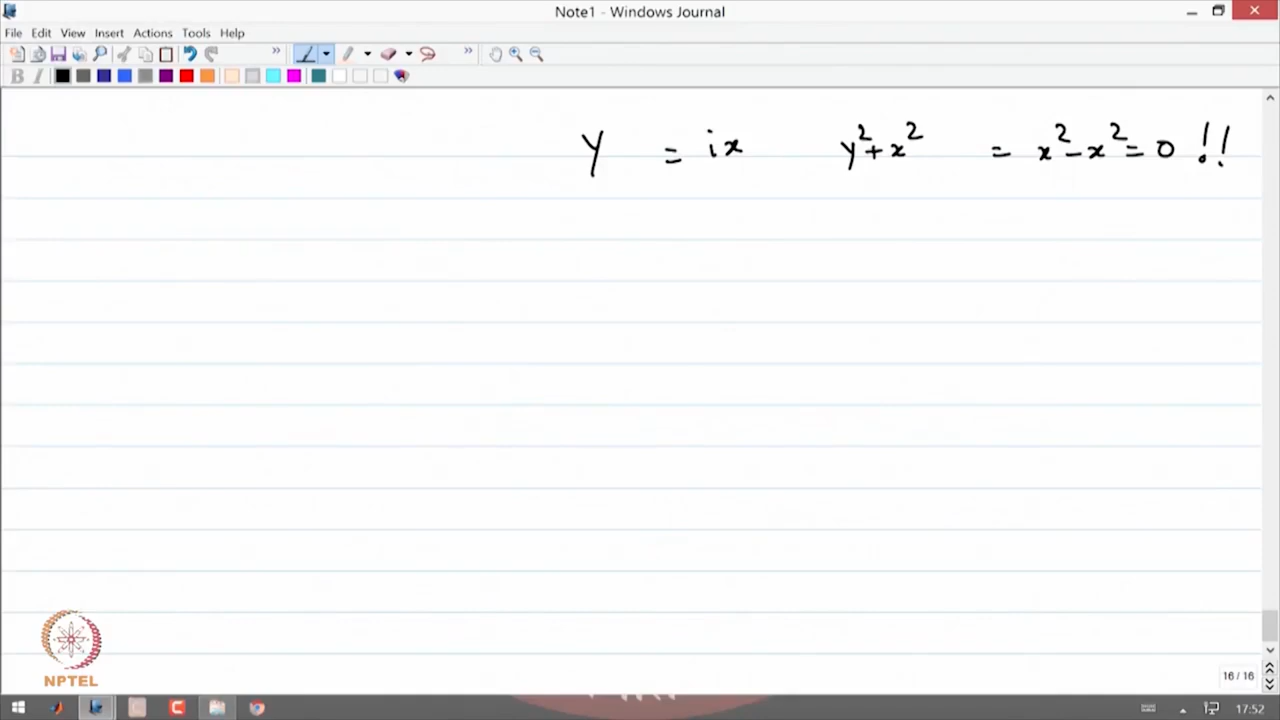 Note1 - Windows Journal
File Edit View Insert Actions Tools Help
B I
y = ix y² + x² = x² - x² = 0 !!
NPTEL
16 / 16
17:52